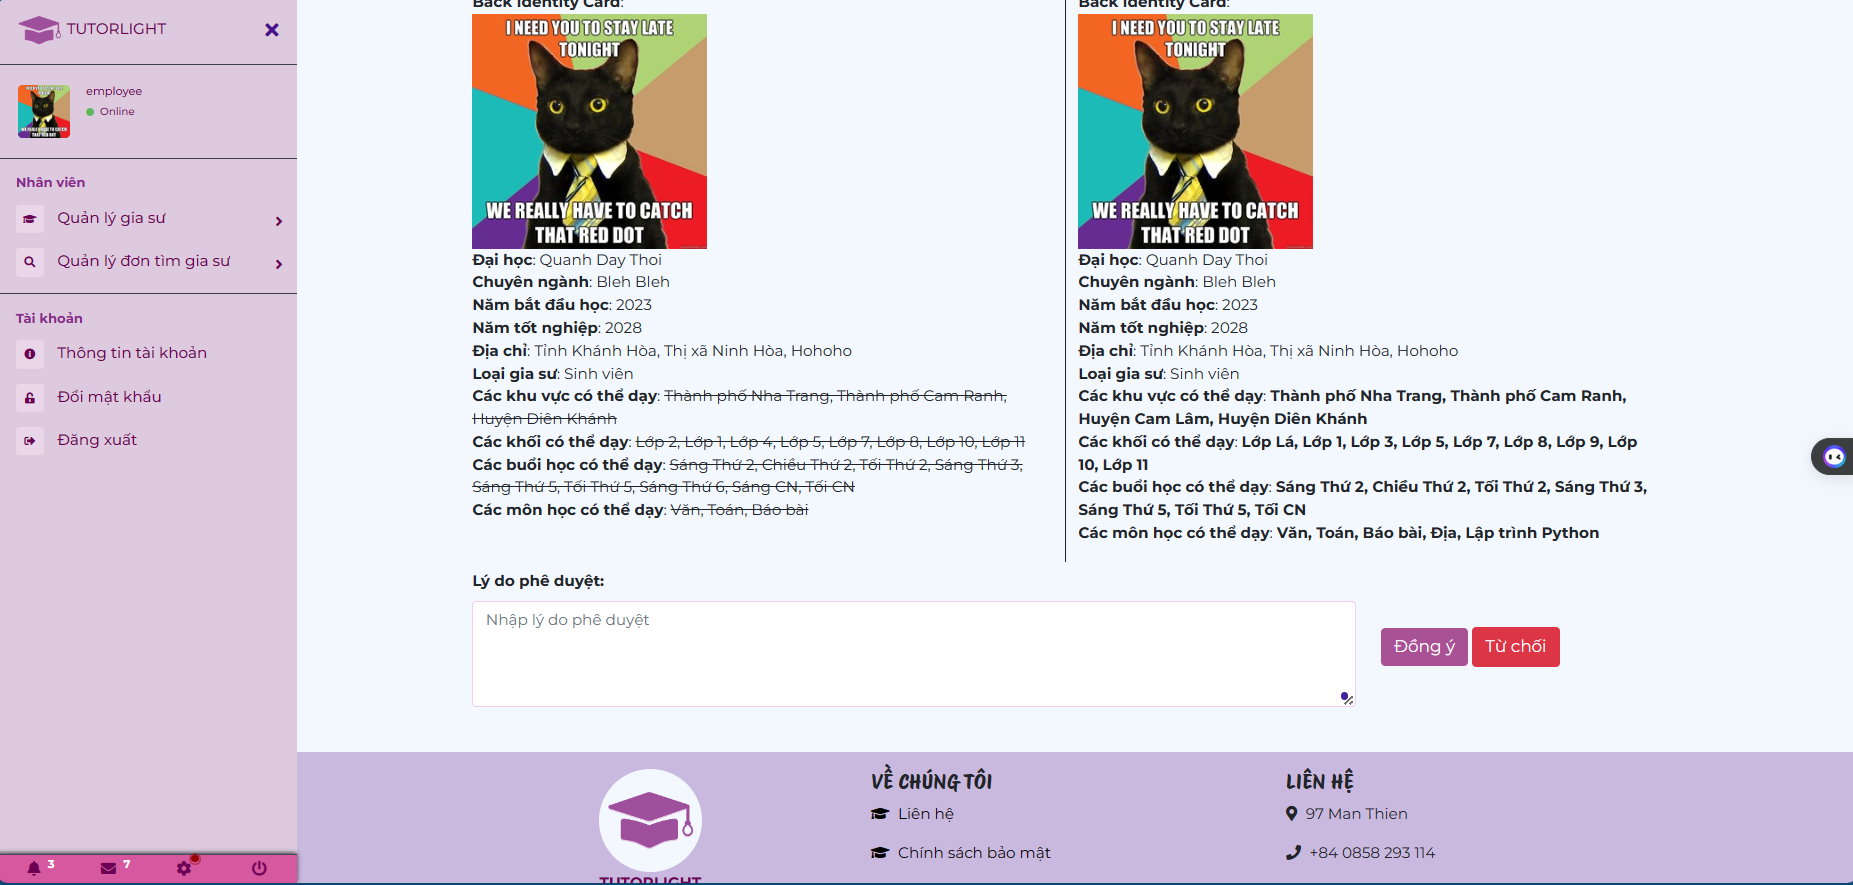 TUTORLIGHT
employee
Online
Nhân viên
Quản lý gia sư
Quản lý đơn tìm gia sư
Tài khoản
Thông tin tài khoản
Đổi mật khẩu
Đăng xuất
3
7
Back Identity Card:
I NEED YOU TO STAY LATE
TONIGHT
WE REALLY HAVE TO CATCH
THAT RED DOT
Đại học: Quanh Day Thoi
Chuyên ngành: Bleh Bleh
Năm bắt đầu học: 2023
Năm tốt nghiệp: 2028
Địa chỉ: Tỉnh Khánh Hòa, Thị xã Ninh Hòa, Hohoho
Loại gia sư: Sinh viên
Các khu vực có thể dạy: Thành phố Nha Trang, Thành phố Cam Ranh,
Huyện Diên Khánh
Các khối có thể dạy: Lớp 2, Lớp 1, Lớp 4, Lớp 5, Lớp 7, Lớp 8, Lớp 10, Lớp 11
Các buổi học có thể dạy: Sáng Thứ 2, Chiều Thứ 2, Tối Thứ 2, Sáng Thứ 3,
Sáng Thứ 5, Tối Thứ 5, Sáng Thứ 6, Sáng CN, Tối CN
Các môn học có thể dạy: Văn, Toán, Báo bài
Back Identity Card:
I NEED YOU TO STAY LATE
TONIGHT
WE REALLY HAVE TO CATCH
THAT RED DOT
Đại học: Quanh Day Thoi
Chuyên ngành: Bleh Bleh
Năm bắt đầu học: 2023
Năm tốt nghiệp: 2028
Địa chỉ: Tỉnh Khánh Hòa, Thị xã Ninh Hòa, Hohoho
Loại gia sư: Sinh viên
Các khu vực có thể dạy: Thành phố Nha Trang, Thành phố Cam Ranh,
Huyện Cam Lâm, Huyện Diên Khánh
Các khối có thể dạy: Lớp Lá, Lớp 1, Lớp 3, Lớp 5, Lớp 7, Lớp 8, Lớp 9, Lớp
10, Lớp 11
Các buổi học có thể dạy: Sáng Thứ 2, Chiều Thứ 2, Tối Thứ 2, Sáng Thứ 3,
Sáng Thứ 5, Tối Thứ 5, Tối CN
Các môn học có thể dạy: Văn, Toán, Báo bài, Địa, Lập trình Python
Lý do phê duyệt:
Nhập lý do phê duyệt
Đồng ý
Từ chối
TUTORLIGHT
VỀ CHÚNG TÔI
Liên hệ
Chính sách bảo mật
LIÊN HỆ
97 Man Thien
+84 0858 293 114